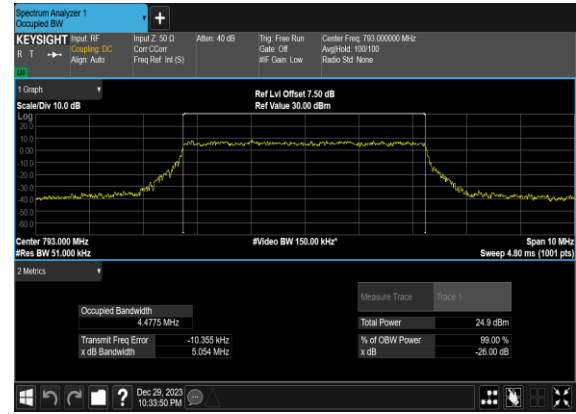 Spectrum Analyzer 1
Occupied BW
+
KEYSIGHT Input: RF Input Z: 50 Ω Atten: 40 dB Trig: Free Run Center Freq: 793.000000 MHz
R T Coupling: DC Corr CCorr Gate: Off Avg|Hold: 100/100
Align: Auto Freq Ref: Int (S) #IF Gain: Low Radio Std: None
LXI
1 Graph
Ref Lvl Offset 7.50 dB
Scale/Div 10.0 dB Ref Value 30.00 dBm
Log
20.0
10.0
0.00
-10.0
-20.0
-30.0
-40.0
-50.0
-60.0
Center 793.000 MHz #Video BW 150.00 kHz* Span 10 MHz
#Res BW 51.000 kHz Sweep 4.80 ms (1001 pts)
2 Metrics
Measure Trace Trace 1
Occupied Bandwidth
4.4775 MHz Total Power 24.9 dBm
Transmit Freq Error -10.355 kHz % of OBW Power 99.00 %
x dB Bandwidth 5.054 MHz x dB -26.00 dB
? Dec 29, 2023
10:33:50 PM